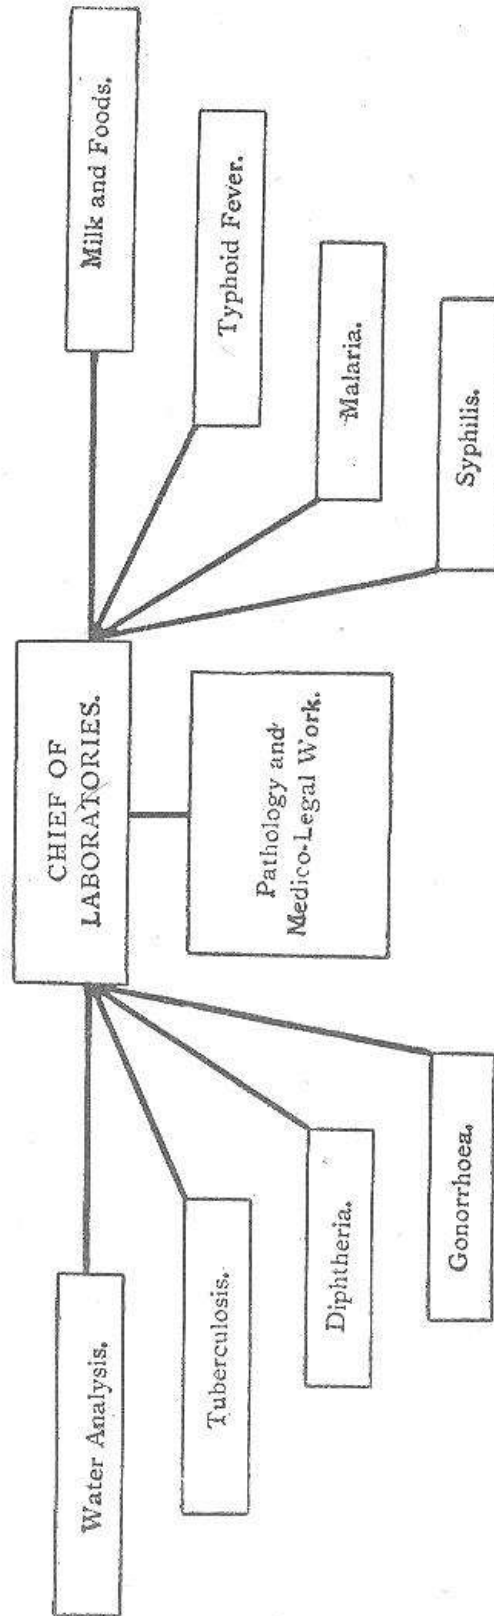 CHIEF OF
LABORATORIES.
Water Analysis.
Milk and Foods.
Tuberculosis.
Typhoid Fever.
Pathology and
Medico-Legal Work.
Diphtheria.
Malaria.
Gonorrhoea.
Syphilis.